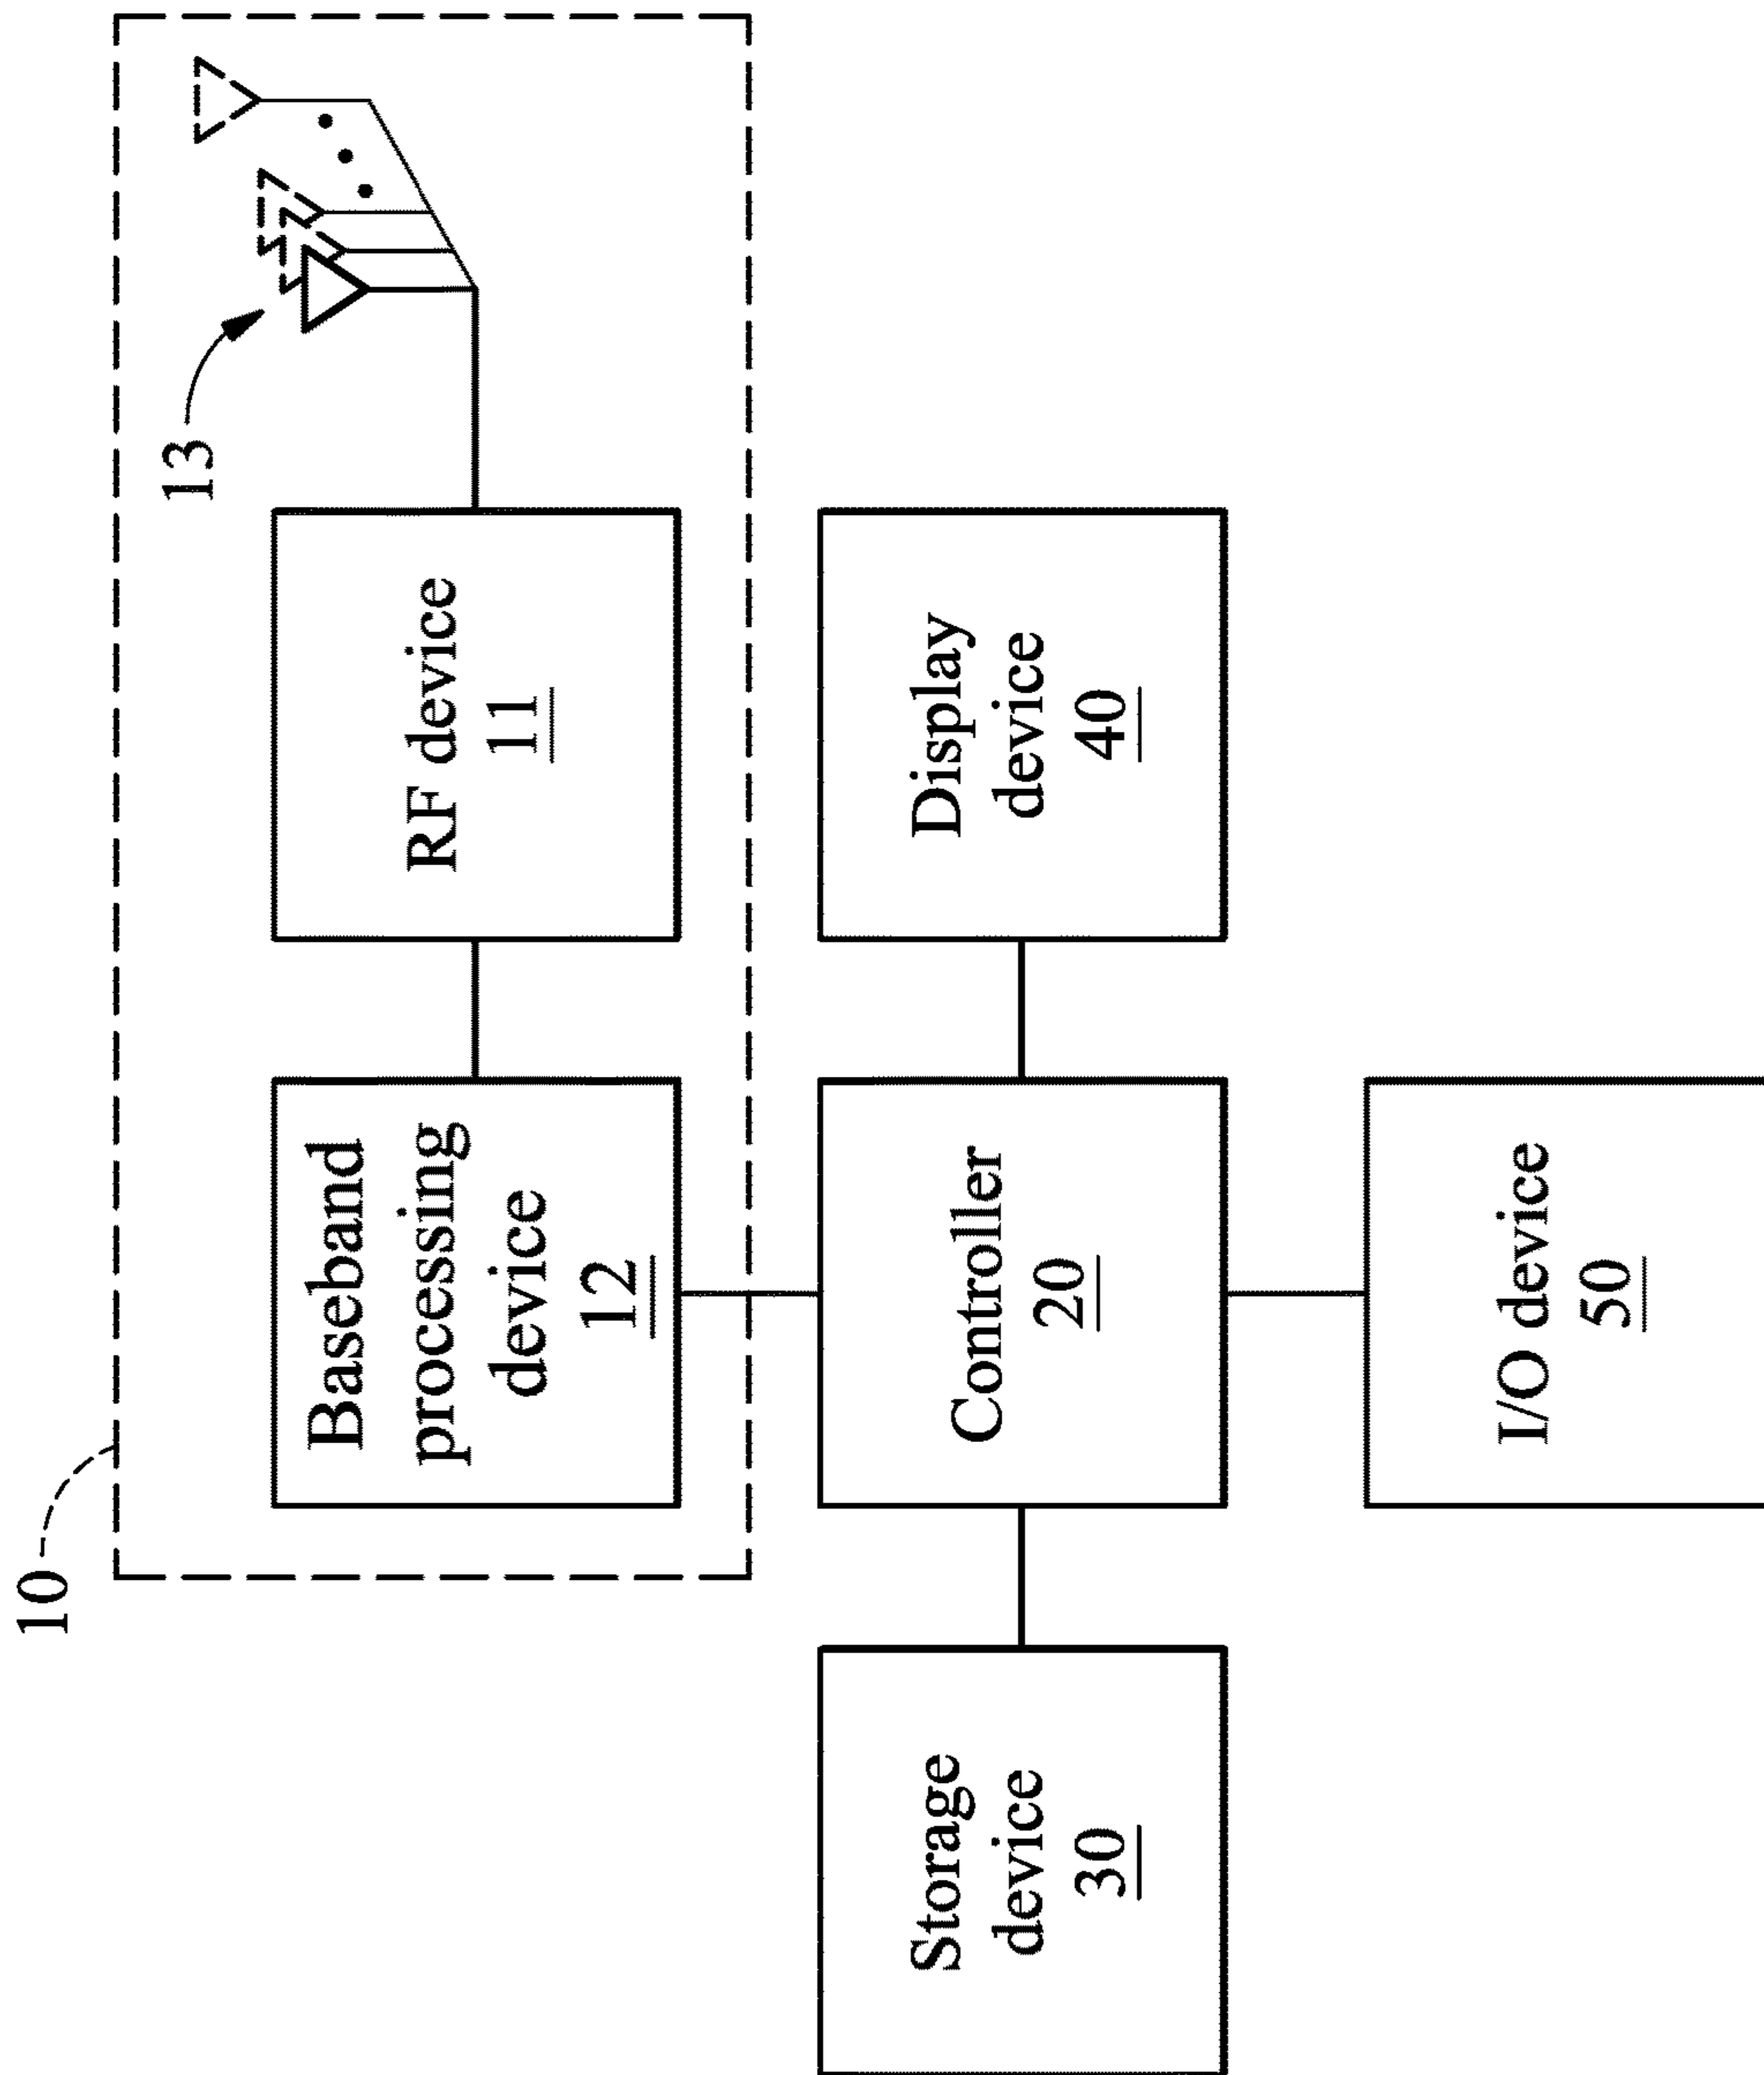 10
13
Baseband
processing
device
12
RF device
11
Storage
device
30
Controller
20
Display
device
40
I/O device
50